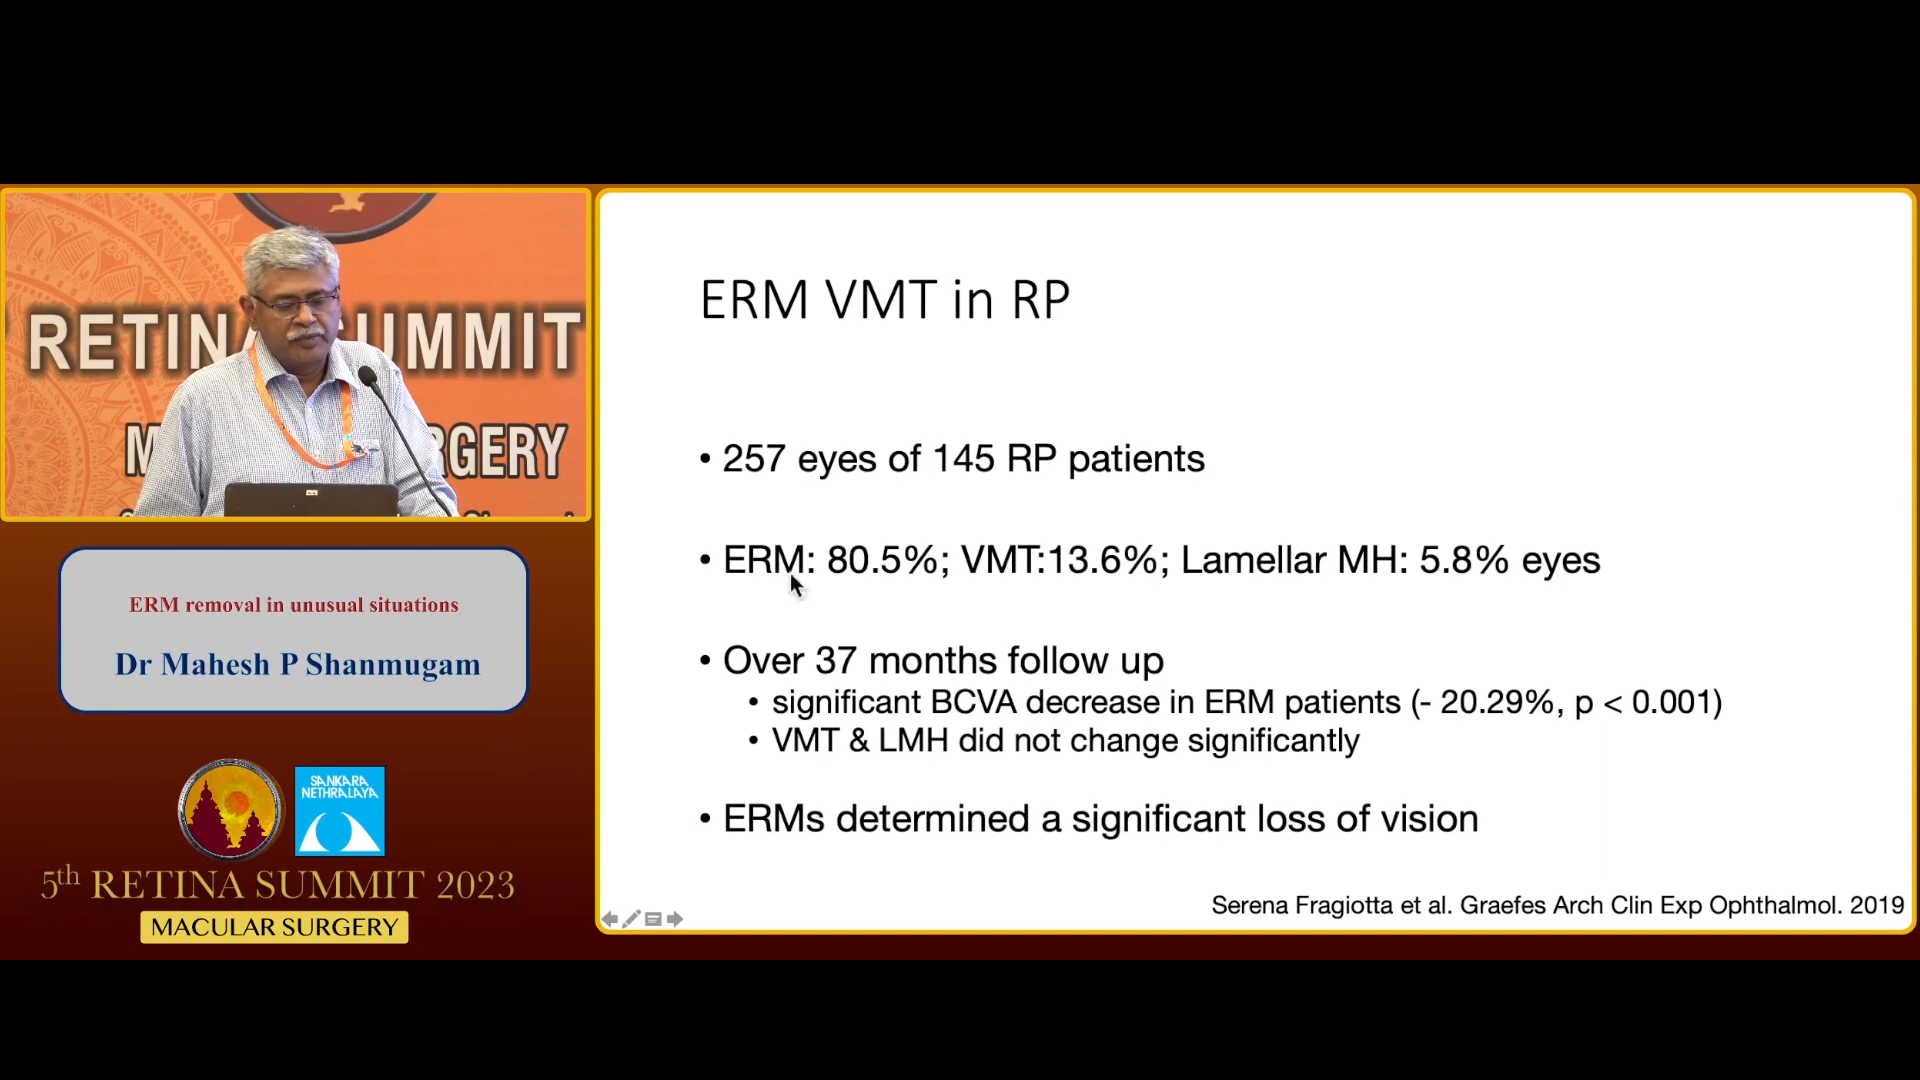 RETINA SUMMIT
RGERY
ERM removal in unusual situations
Dr Mahesh P Shanmugam
SANKARA
NETHRALAYA
5th RETINA SUMMIT 2023
MACULAR SURGERY
ERM VMT in RP
• 257 eyes of 145 RP patients
• ERM: 80.5%; VMT:13.6%; Lamellar MH: 5.8% eyes
• Over 37 months follow up
• significant BCVA decrease in ERM patients (- 20.29%, p < 0.001)
• VMT & LMH did not change significantly
• ERMs determined a significant loss of vision
Serena Fragiotta et al. Graefes Arch Clin Exp Ophthalmol. 2019